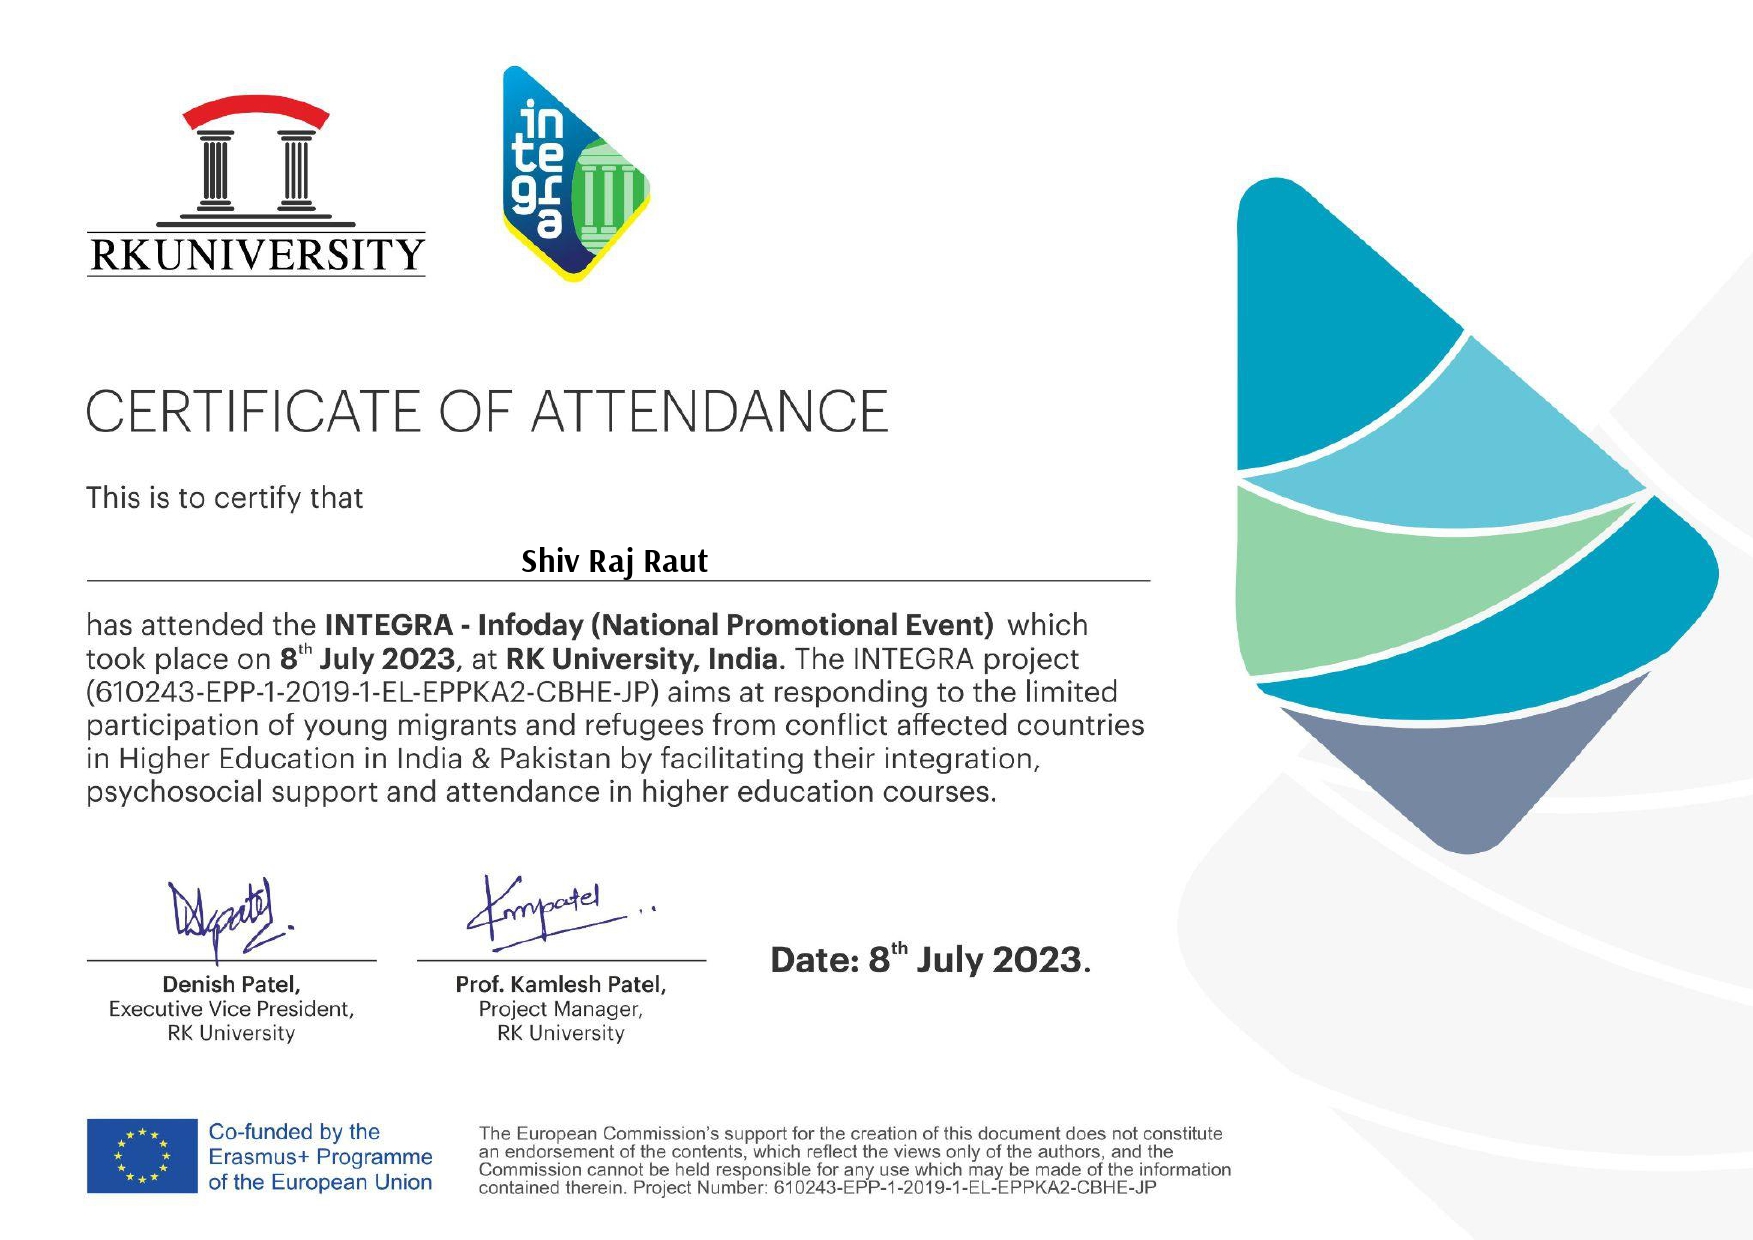 RKUNIVERSITY
in
te
gr
a
CERTIFICATE OF ATTENDANCE
This is to certify that
Shiv Raj Raut
has attended the INTEGRA - Infoday (National Promotional Event) which
took place on 8th July 2023, at RK University, India. The INTEGRA project
(610243-EPP-1-2019-1-EL-EPPKA2-CBHE-JP) aims at responding to the limited
participation of young migrants and refugees from conflict affected countries
in Higher Education in India & Pakistan by facilitating their integration,
psychosocial support and attendance in higher education courses.
Dspatel
Kmpatel
Denish Patel,
Executive Vice President,
RK University
Prof. Kamlesh Patel,
Project Manager,
RK University
Date: 8th July 2023.
Co-funded by the
Erasmus+ Programme
of the European Union
The European Commission's support for the creation of this document does not constitute
an endorsement of the contents, which reflect the views only of the authors, and the
Commission cannot be held responsible for any use which may be made of the information
contained therein. Project Number: 610243-EPP-1-2019-1-EL-EPPKA2-CBHE-JP